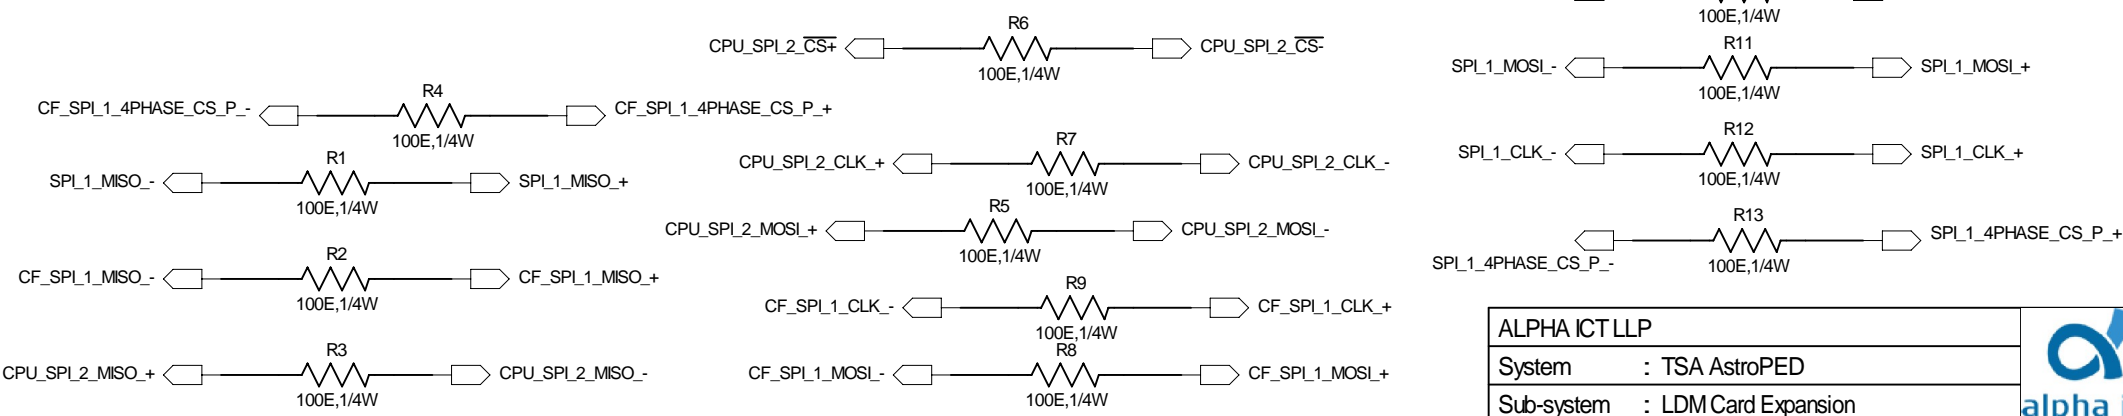 R6
CPU_SPI_2_CS+ CPU_SPI_2_CS-
100E,1/4W
R4
CF_SPI_1_4PHASE_CS_P_- CF_SPI_1_4PHASE_CS_P_+
100E,1/4W
R1
SPI_1_MISO_- SPI_1_MISO_+
100E,1/4W
R2
CF_SPI_1_MISO_- CF_SPI_1_MISO_+
100E,1/4W
R3
CPU_SPI_2_MISO_+ CPU_SPI_2_MISO_-
100E,1/4W
R7
CPU_SPI_2_CLK_+ CPU_SPI_2_CLK_-
100E,1/4W
R5
CPU_SPI_2_MOSI_+ CPU_SPI_2_MOSI_-
100E,1/4W
R9
CF_SPI_1_CLK_- CF_SPI_1_CLK_+
100E,1/4W
R8
CF_SPI_1_MOSI_- CF_SPI_1_MOSI_+
100E,1/4W
100E,1/4W
R11
SPI_1_MOSI_- SPI_1_MOSI_+
100E,1/4W
R12
SPI_1_CLK_- SPI_1_CLK_+
100E,1/4W
R13
SPI_1_4PHASE_CS_P_+
SPI_1_4PHASE_CS_P_-
100E,1/4W
ALPHA ICT LLP
System : TSA AstroPED
Sub-system : LDM Card Expansion
alpha